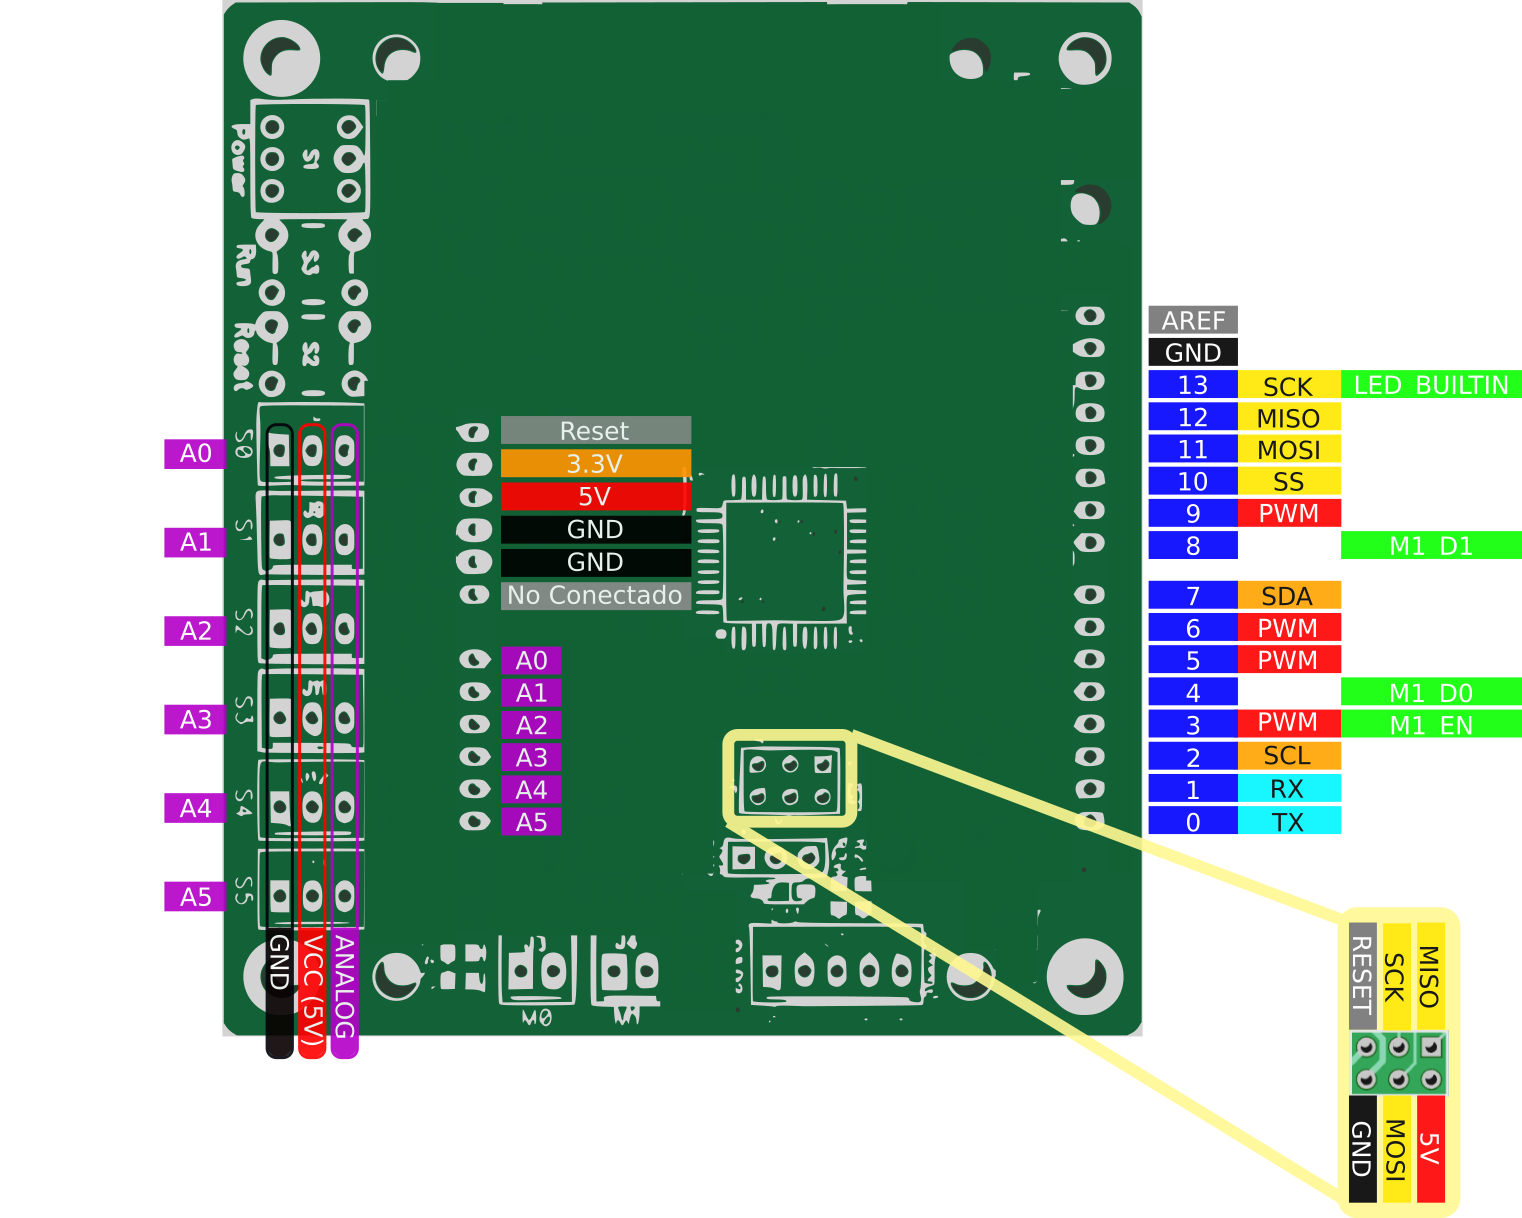 Power
S1
Run
S3
Reset
S2
A0
S0
A1
S1
A2
S2
A3
S3
A4
S4
A5
S5
GND
VCC (5V)
ANALOG
Reset
3.3V
5V
GND
GND
No Conectado
A0
A1
A2
A3
A4
A5
J3
M0
J4
AREF
GND
13 SCK LED BUILTIN
12 MISO
11 MOSI
10 SS
9 PWM
8 M1 D1
7 SDA
6 PWM
5 PWM
4 M1 D0
3 PWM M1 EN
2 SCL
1 RX
0 TX
RESET
SCK
MISO
GND
MOSI
5V